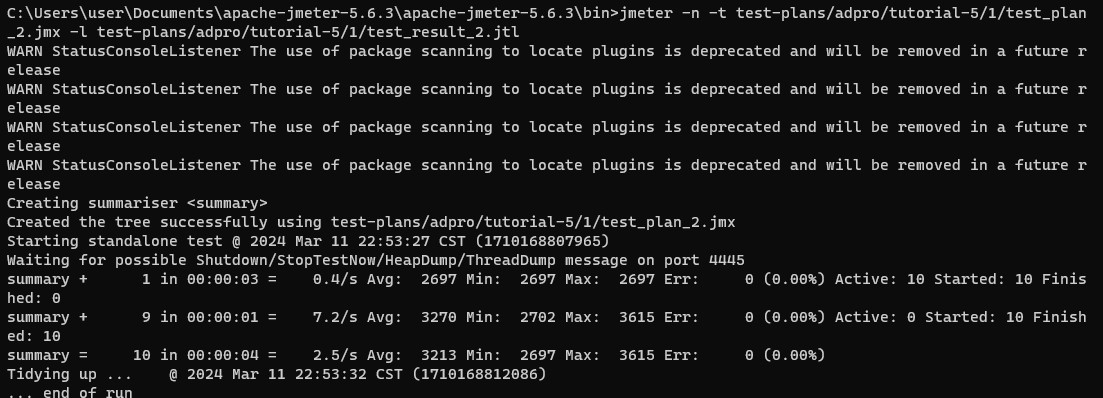 C:\Users\user\Documents\apache-jmeter-5.6.3\apache-jmeter-5.6.3\bin>jmeter -n -t test-plans/adpro/tutorial-5/1/test_plan
_2.jmx -l test-plans/adpro/tutorial-5/1/test_result_2.jtl
WARN StatusConsoleListener The use of package scanning to locate plugins is deprecated and will be removed in a future r
elease
WARN StatusConsoleListener The use of package scanning to locate plugins is deprecated and will be removed in a future r
elease
WARN StatusConsoleListener The use of package scanning to locate plugins is deprecated and will be removed in a future r
elease
WARN StatusConsoleListener The use of package scanning to locate plugins is deprecated and will be removed in a future r
elease
Creating summariser <summary>
Created the tree successfully using test-plans/adpro/tutorial-5/1/test_plan_2.jmx
Starting standalone test @ 2024 Mar 11 22:53:27 CST (1710168807965)
Waiting for possible Shutdown/StopTestNow/HeapDump/ThreadDump message on port 4445
summary +      1 in 00:00:03 =    0.4/s Avg:  2697 Min:  2697 Max:  2697 Err:     0 (0.00%) Active: 10 Started: 10 Finis
hed: 0
summary +      9 in 00:00:01 =    7.2/s Avg:  3270 Min:  2702 Max:  3615 Err:     0 (0.00%) Active: 0 Started: 10 Finish
ed: 10
summary =     10 in 00:00:04 =    2.5/s Avg:  3213 Min:  2697 Max:  3615 Err:     0 (0.00%)
Tidying up ...    @ 2024 Mar 11 22:53:32 CST (1710168812086)
... end of run